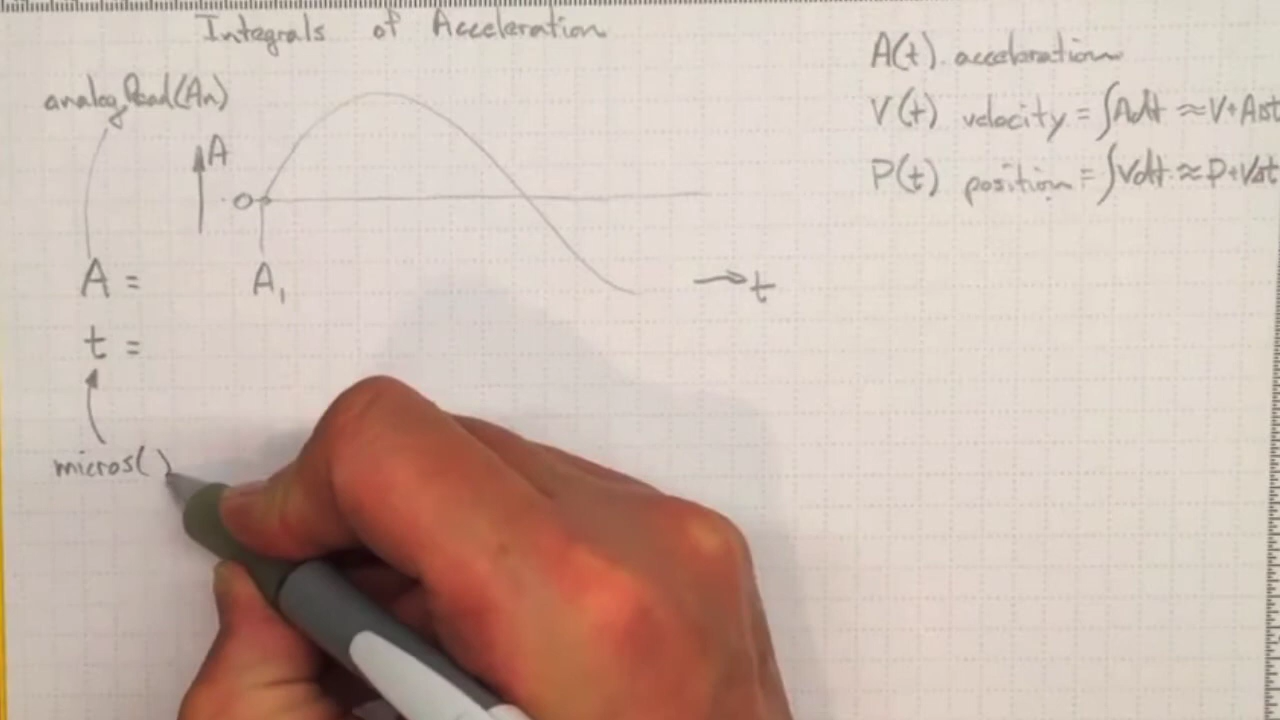 Integrals of Acceleration
analogRead(An)
A
0
A =
A₁
→ t
t =
micros()
A(t) acceleration
V(t) velocity = ∫Adt ≈ V+AΔt
P(t) position = ∫Vdt ≈ P+VΔt